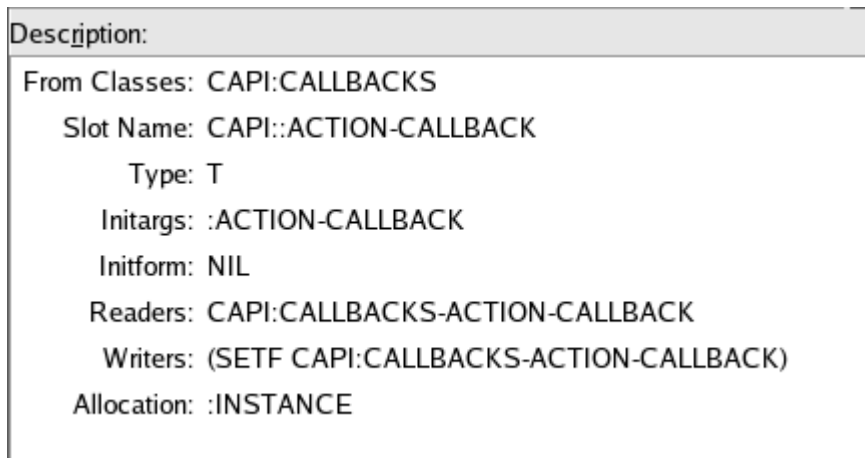 Description:
From Classes: CAPI:CALLBACKS
Slot Name: CAPI::ACTION-CALLBACK
Type: T
Initargs: :ACTION-CALLBACK
Initform: NIL
Readers: CAPI:CALLBACKS-ACTION-CALLBACK
Writers: (SETF CAPI:CALLBACKS-ACTION-CALLBACK)
Allocation: :INSTANCE